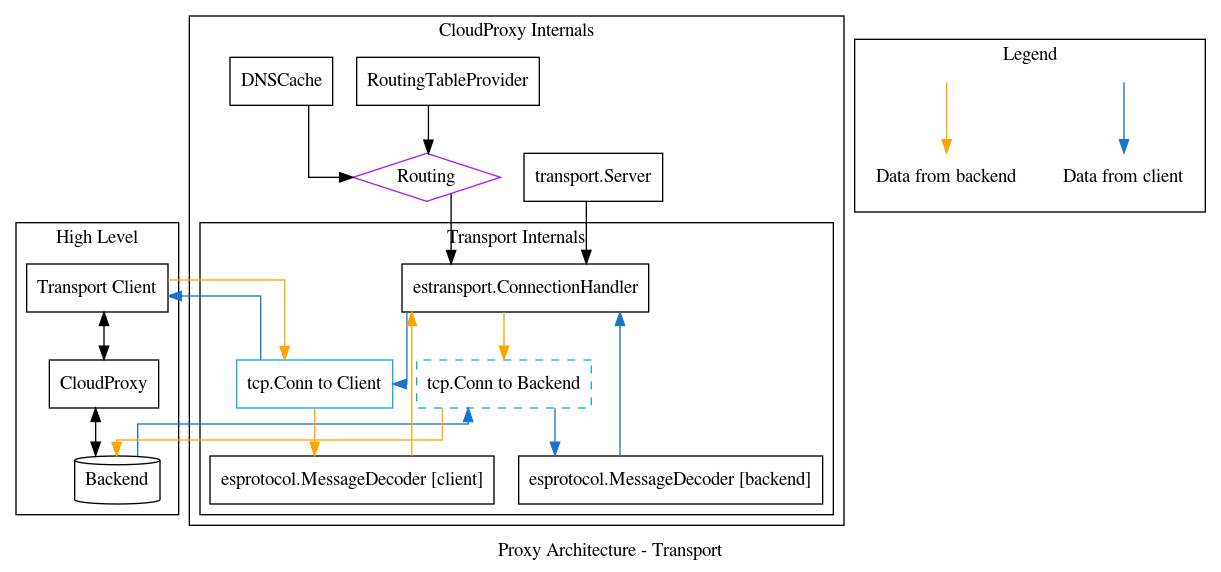 CloudProxy Internals
DNSCache
RoutingTableProvider
Routing
transport.Server
Legend
Data from backend
Data from client
High Level
Transport Client
CloudProxy
Backend
Transport Internals
estransport.ConnectionHandler
tcp.Conn to Client
tcp.Conn to Backend
esprotocol.MessageDecoder [client]
esprotocol.MessageDecoder [backend]
Proxy Architecture - Transport